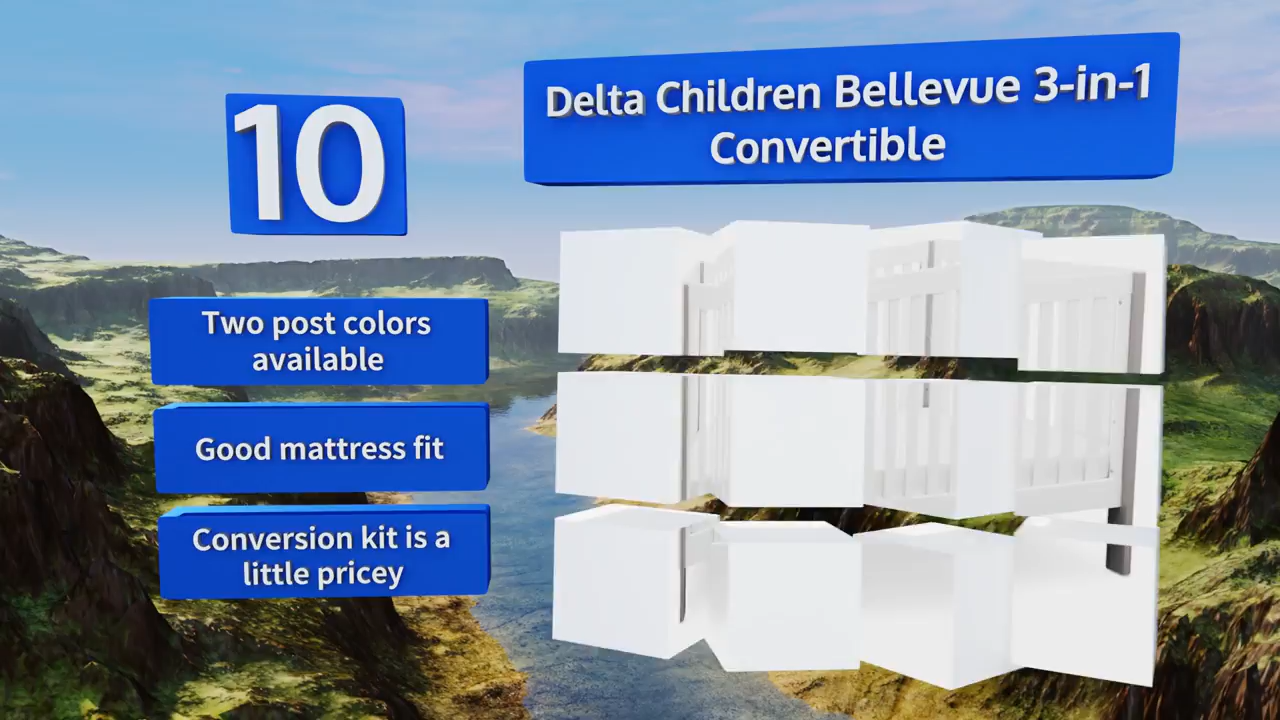 10
Delta Children Bellevue 3-in-1
Convertible
Two post colors
available
Good mattress fit
Conversion kit is a
little pricey